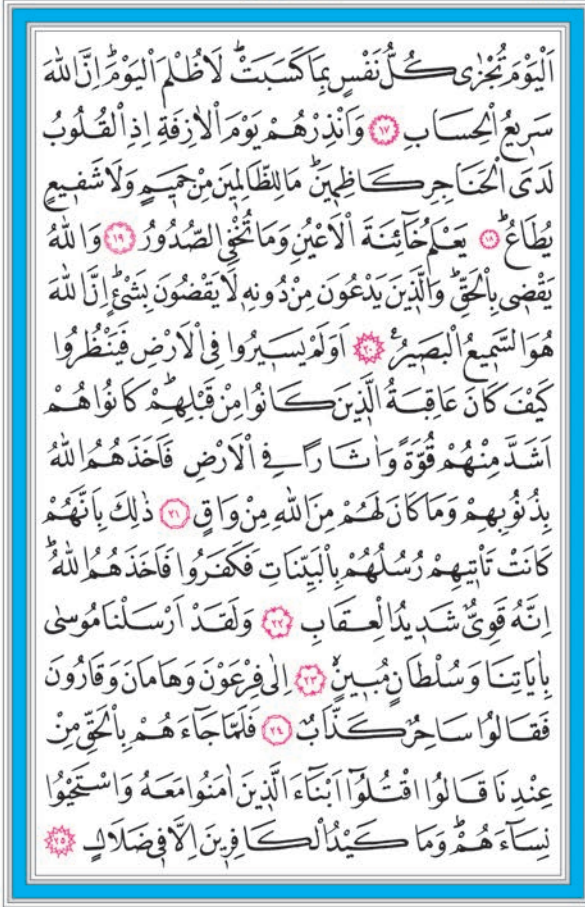 اَلْيَوْمَ تُجْزٰى كُلُّ نَفْسٍ بِمَا كَسَبَتْۜ لَا ظُلْمَ الْيَوْمَۜ اِنَّ اللّٰهَ
سَر۪يعُ الْحِسَابِ ﴿١٧﴾ وَاَنْذِرْهُمْ يَوْمَ الْاٰزِفَةِ اِذِ الْقُلُوبُ
لَدَى الْحَنَاجِرِ كَاظِم۪ينَۜ مَا لِلظَّالِم۪ينَ مِنْ حَم۪يمٍ وَلَا شَف۪يعٍ
يُطَاعُۜ ﴿١٨﴾ يَعْلَمُ خَٓائِنَةَ الْاَعْيُنِ وَمَا تُخْفِي الصُّدُورُ ﴿١٩﴾ وَاللّٰهُ
يَقْض۪ي بِالْحَقِّۜ وَالَّذ۪ينَ يَدْعُونَ مِنْ دُونِه۪ لَا يَقْضُونَ بِشَيْءٍۜ اِنَّ اللّٰهَ
هُوَ السَّم۪يعُ الْبَص۪يرُ۟ ﴿٢٠﴾ اَوَلَمْ يَس۪يرُوا فِي الْاَرْضِ فَيَنْظُرُوا
كَيْفَ كَانَ عَاقِبَةُ الَّذ۪ينَ كَانُوا مِنْ قَبْلِهِمْۜ كَانُوا هُمْ
اَشَدَّ مِنْهُمْ قُوَّةً وَاٰثَارًا فِي الْاَرْضِ فَاَخَذَهُمُ اللّٰهُ
بِذُنُوبِهِمْ وَمَا كَانَ لَهُمْ مِنَ اللّٰهِ مِنْ وَاقٍ ﴿٢١﴾ ذٰلِكَ بِاَنَّهُمْ
كَانَتْ تَأْت۪يهِمْ رُسُلُهُمْ بِالْبَيِّنَاتِ فَكَفَرُوا فَاَخَذَهُمُ اللّٰهُۜ
اِنَّهُ قَوِيٌّ شَد۪يدُ الْعِقَابِ ﴿٢٢﴾ وَلَقَدْ اَرْسَلْنَا مُوسٰى
بِاٰيَاتِنَا وَسُلْطَانٍ مُب۪ينٍۙ ﴿٢٣﴾ اِلٰى فِرْعَوْنَ وَهَامَانَ وَقَارُونَ
فَقَالُوا سَاحِرٌ كَذَّابٌ ﴿٢٤﴾ فَلَمَّا جَٓاءَهُمْ بِالْحَقِّ مِنْ
عِنْدِنَا قَالُوا اقْتُلُٓوا اَبْنَٓاءَ الَّذ۪ينَ اٰمَنُوا مَعَهُ وَاسْتَحْيُوا
نِسَٓاءَهُمْۜ وَمَا كَيْدُ الْكَافِر۪ينَ اِلَّا ف۪ي ضَلَالٍ ﴿٢٥﴾